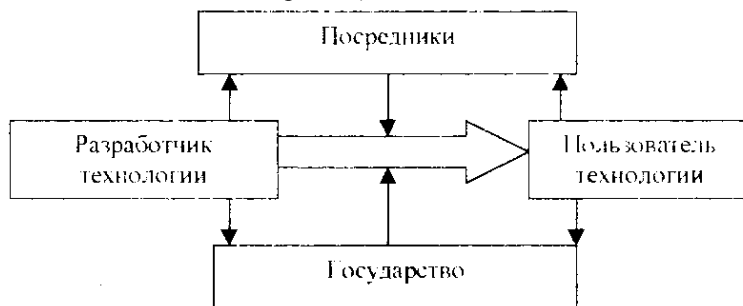 Посредники
Разработчик
технологии
Пользователь
технологии
Государство